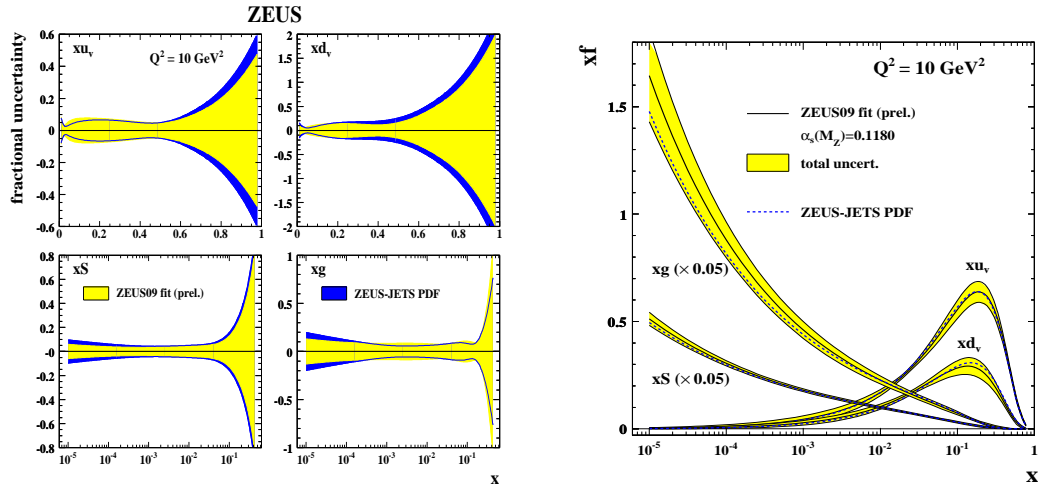 ZEUS
fractional uncertainty
xu_v
Q² = 10 GeV²
0.6
0.4
0.2
0
-0.2
-0.4
-0.6
0 0.2 0.4 0.6 0.8 1
xd_v
2
1.5
1
0.5
0
-0.5
-1
-1.5
-2
0 0.2 0.4 0.6 0.8 1
xS
ZEUS09 fit (prel.)
0.8
0.6
0.4
0.2
-0
-0.2
-0.4
-0.6
-0.8
10⁻⁵ 10⁻⁴ 10⁻³ 10⁻² 10⁻¹
xg
ZEUS-JETS PDF
1
0.5
0
-0.5
-1
10⁻⁵ 10⁻⁴ 10⁻³ 10⁻² 10⁻¹
x
xf
Q² = 10 GeV²
ZEUS09 fit (prel.)
α_s(M_Z)=0.1180
total uncert.
ZEUS-JETS PDF
xg (× 0.05)
xS (× 0.05)
xu_v
xd_v
1.5
1
0.5
0
10⁻⁵ 10⁻⁴ 10⁻³ 10⁻² 10⁻¹ 1
x